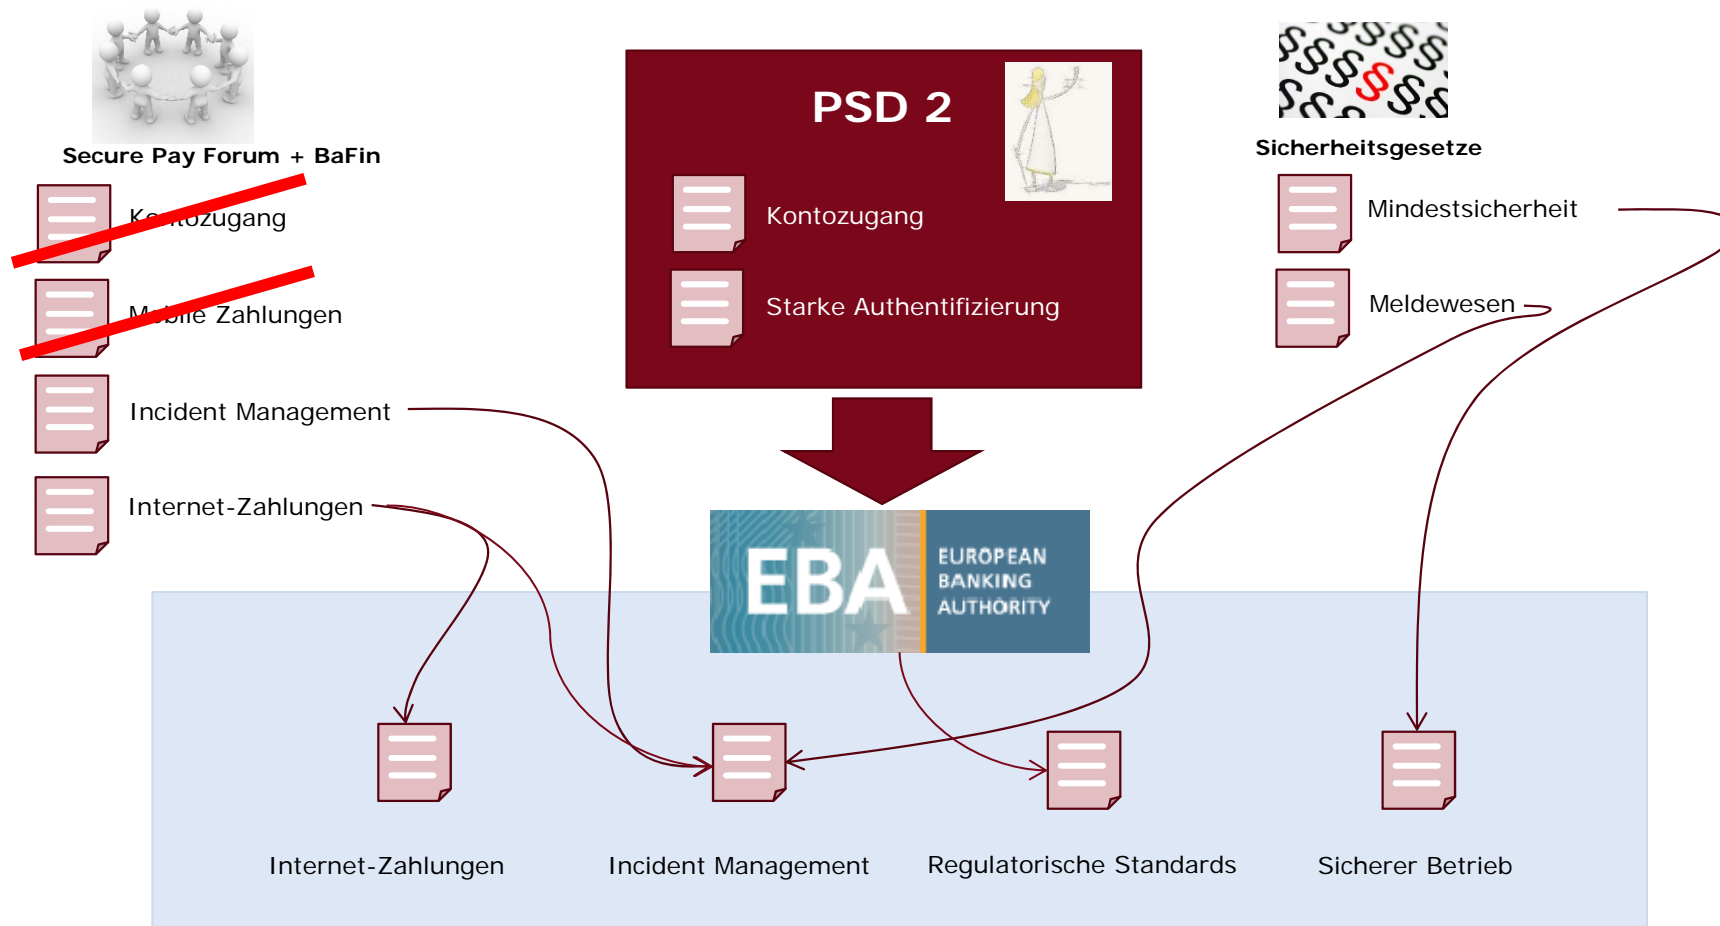 Secure Pay Forum + BaFin
Kontozugang
Mobile Zahlungen
Incident Management
Internet-Zahlungen
PSD 2
Kontozugang
Starke Authentifizierung
Sicherheitsgesetze
Mindestsicherheit
Meldewesen
EBA
EUROPEAN
BANKING
AUTHORITY
Internet-Zahlungen
Incident Management
Regulatorische Standards
Sicherer Betrieb